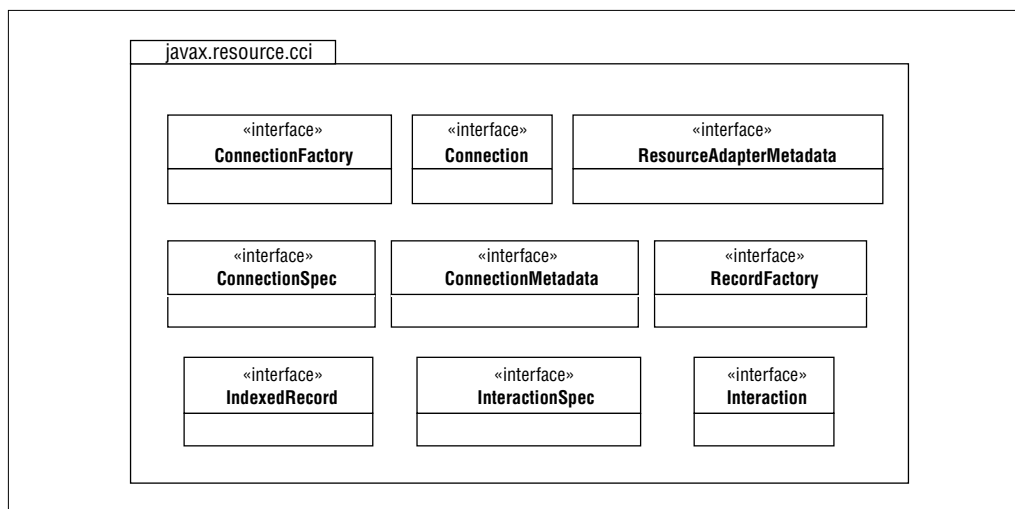 javax.resource.cci
«interface»
ConnectionFactory
«interface»
Connection
«interface»
ResourceAdapterMetadata
«interface»
ConnectionSpec
«interface»
ConnectionMetadata
«interface»
RecordFactory
«interface»
IndexedRecord
«interface»
InteractionSpec
«interface»
Interaction